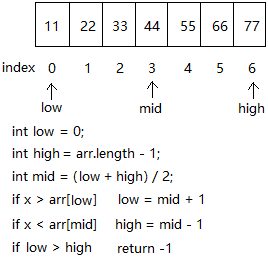 11 22 33 44 55 66 77
index 0 1 2 3 4 5 6
low mid high
int low = 0;
int high = arr.length - 1;
int mid = (low + high) / 2;
if x > arr[low] low = mid + 1
if x < arr[mid] high = mid - 1
if low > high return -1